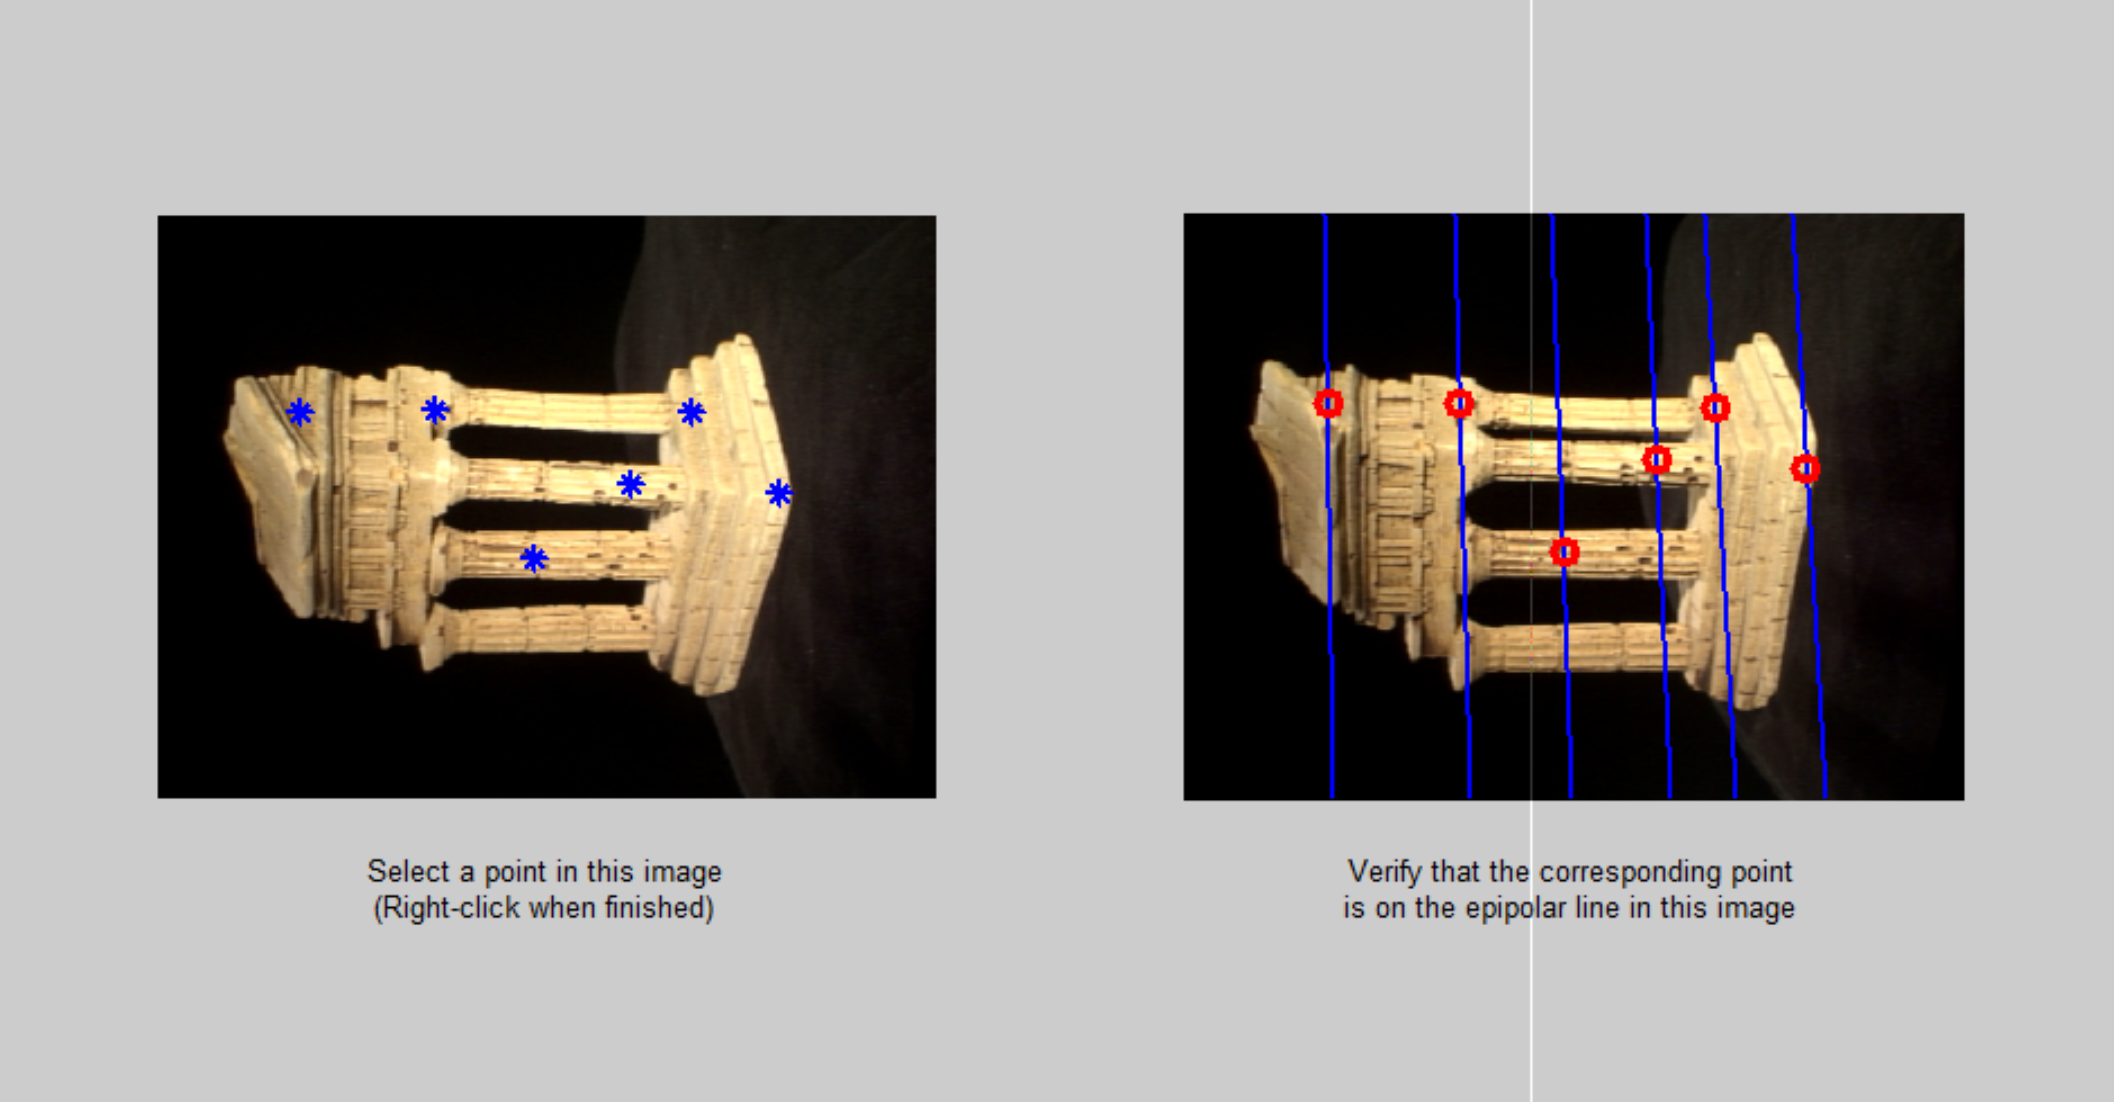 Select a point in this image
(Right-click when finished)
Verify that the corresponding point
is on the epipolar line in this image